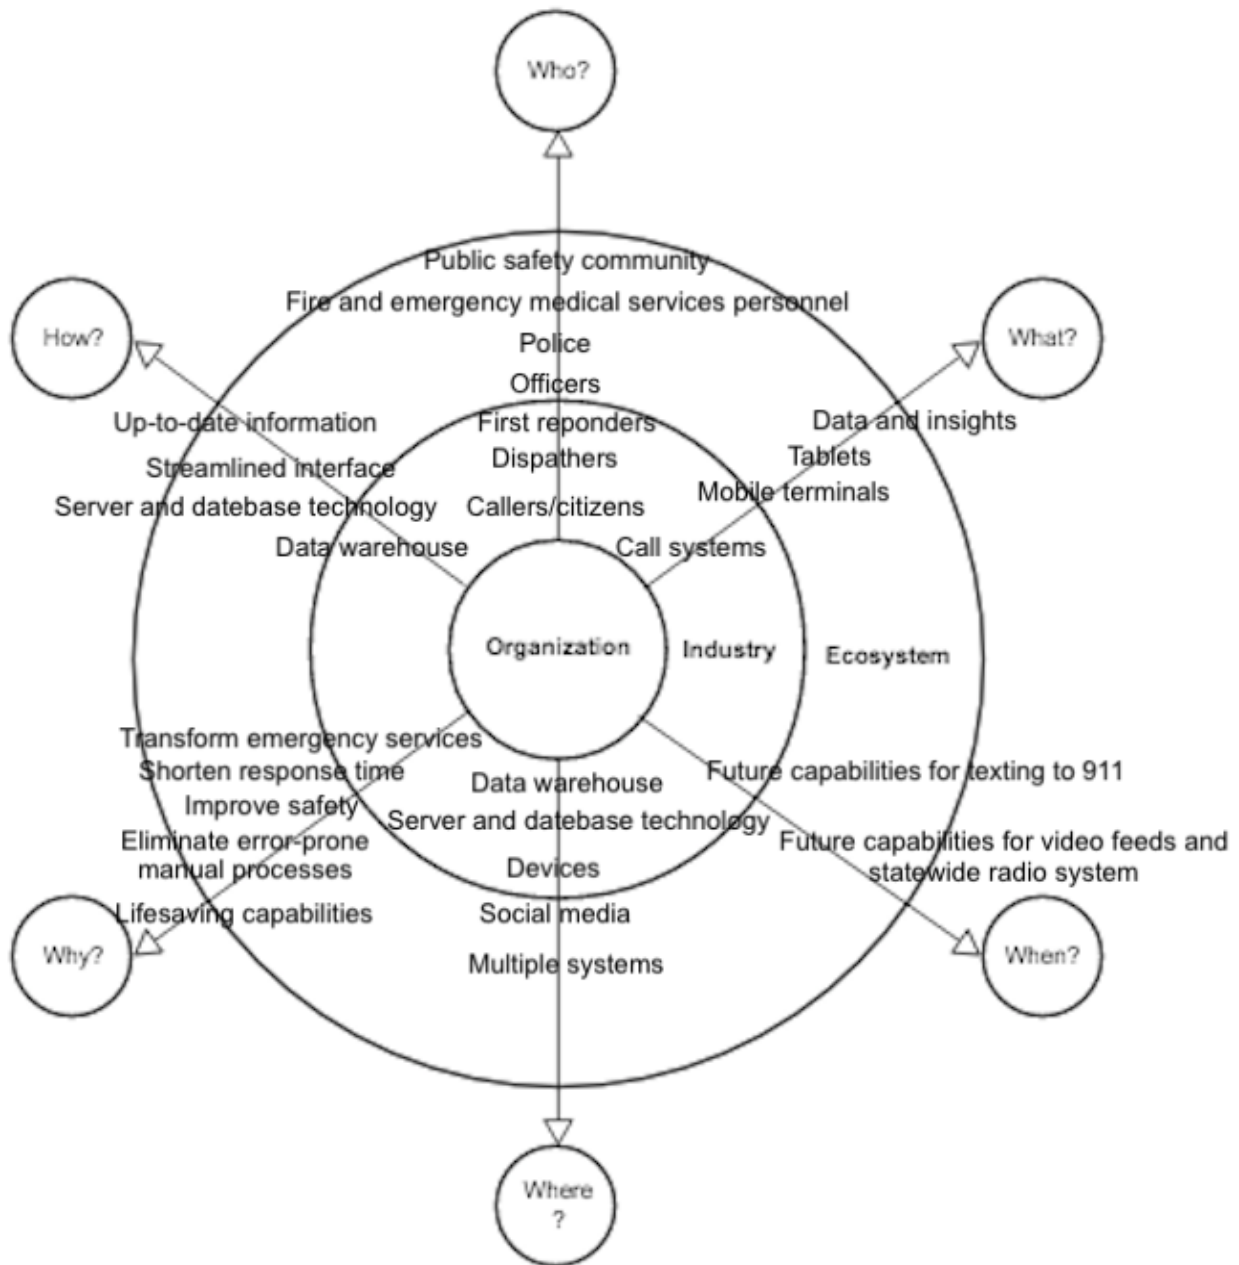 Who?
Public safety community
Fire and emergency medical services personnel
Police
Officers
First reponders
Dispathers
Callers/citizens
How?
Up-to-date information
Streamlined interface
Server and datebase technology
Data warehouse
What?
Data and insights
Tablets
Mobile terminals
Call systems
Organization
Industry
Ecosystem
Transform emergency services
Shorten response time
Improve safety
Eliminate error-prone
manual processes
Lifesaving capabilities
Why?
Data warehouse
Server and datebase technology
Devices
Social media
Multiple systems
Where
?
Future capabilities for texting to 911
Future capabilities for video feeds and
statewide radio system
When?